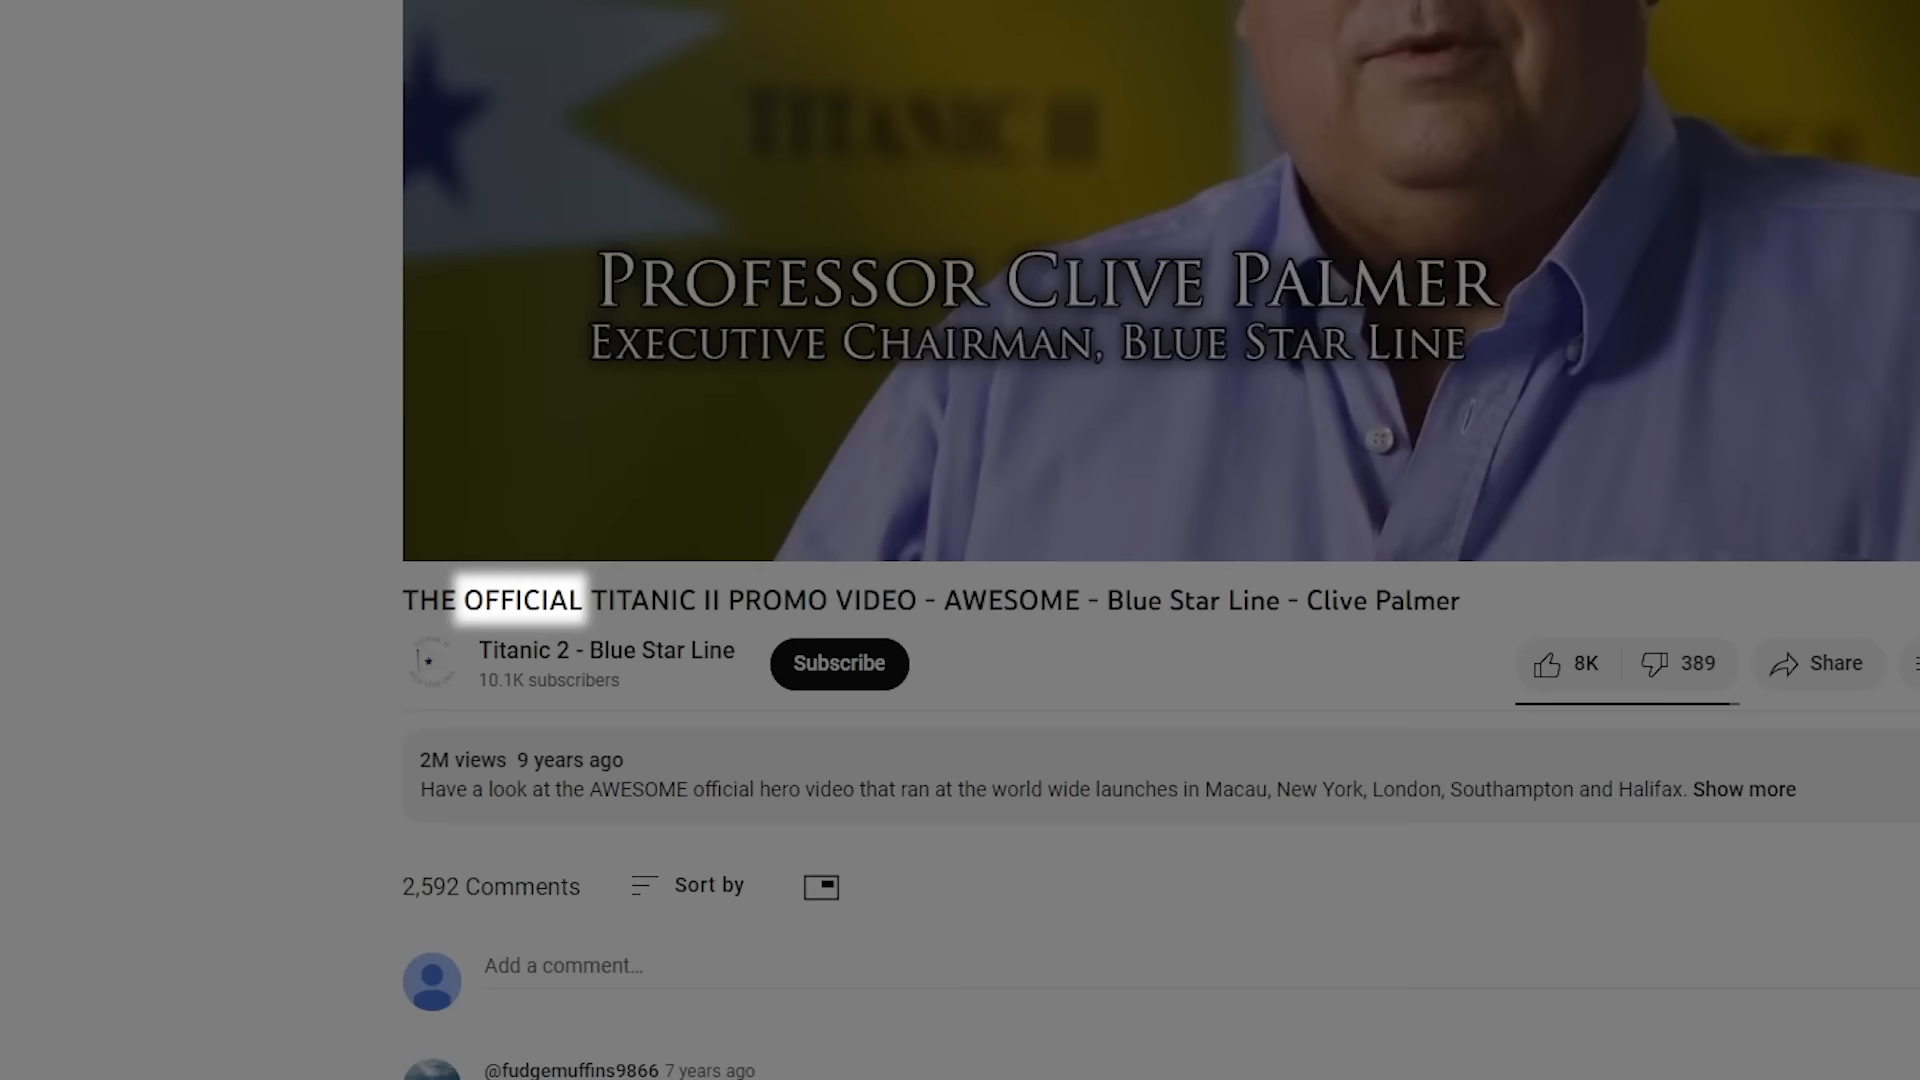 TITANIC II
PROFESSOR CLIVE PALMER
EXECUTIVE CHAIRMAN, BLUE STAR LINE
THE OFFICIAL TITANIC II PROMO VIDEO - AWESOME - Blue Star Line - Clive Palmer
Titanic 2 - Blue Star Line
10.1K subscribers
Subscribe
8K
389
Share
2M views 9 years ago
Have a look at the AWESOME official hero video that ran at the world wide launches in Macau, New York, London, Southampton and Halifax. Show more
2,592 Comments
Sort by
Add a comment...
@fudgemuffins9866 7 years ago